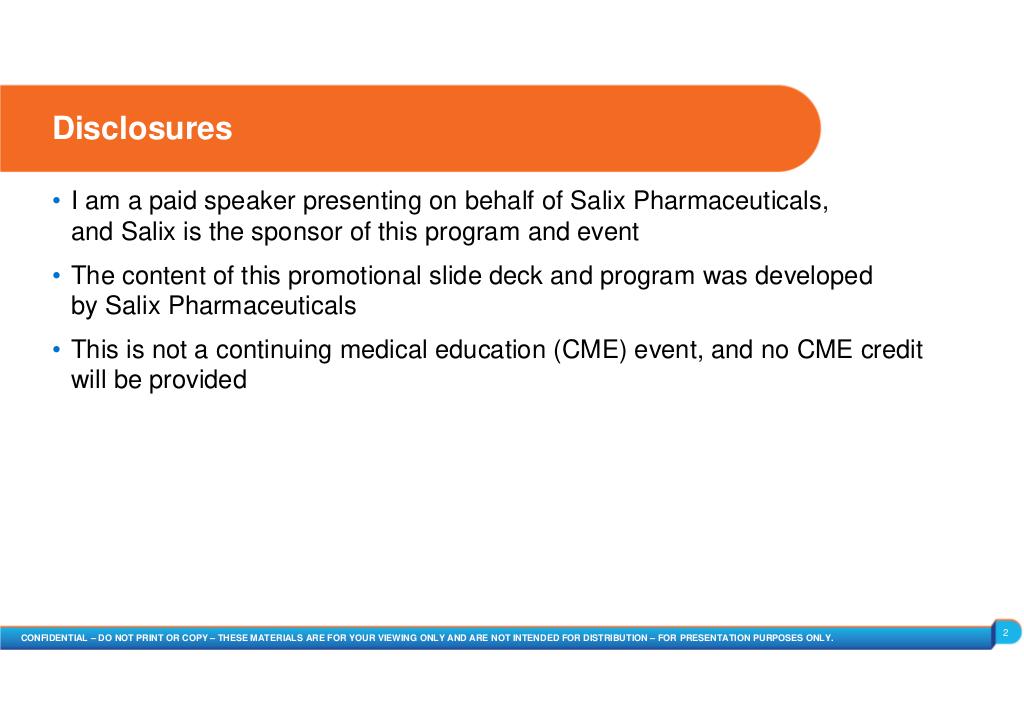 Disclosures
• I am a paid speaker presenting on behalf of Salix Pharmaceuticals,
and Salix is the sponsor of this program and event
• The content of this promotional slide deck and program was developed
by Salix Pharmaceuticals
• This is not a continuing medical education (CME) event, and no CME credit
will be provided
CONFIDENTIAL – DO NOT PRINT OR COPY – THESE MATERIALS ARE FOR YOUR VIEWING ONLY AND ARE NOT INTENDED FOR DISTRIBUTION – FOR PRESENTATION PURPOSES ONLY.
2